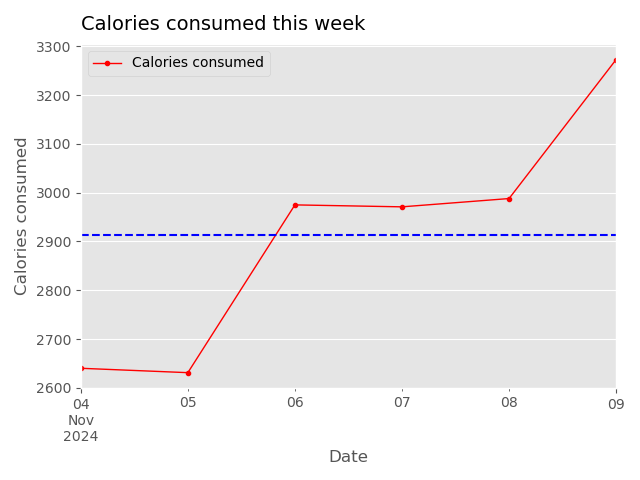 Calories consumed this week
3300
Calories consumed
3200
3100
3000
2900
2800
2700
2600
Calories consumed
04 05 06 07 08 09
Nov
2024
Date